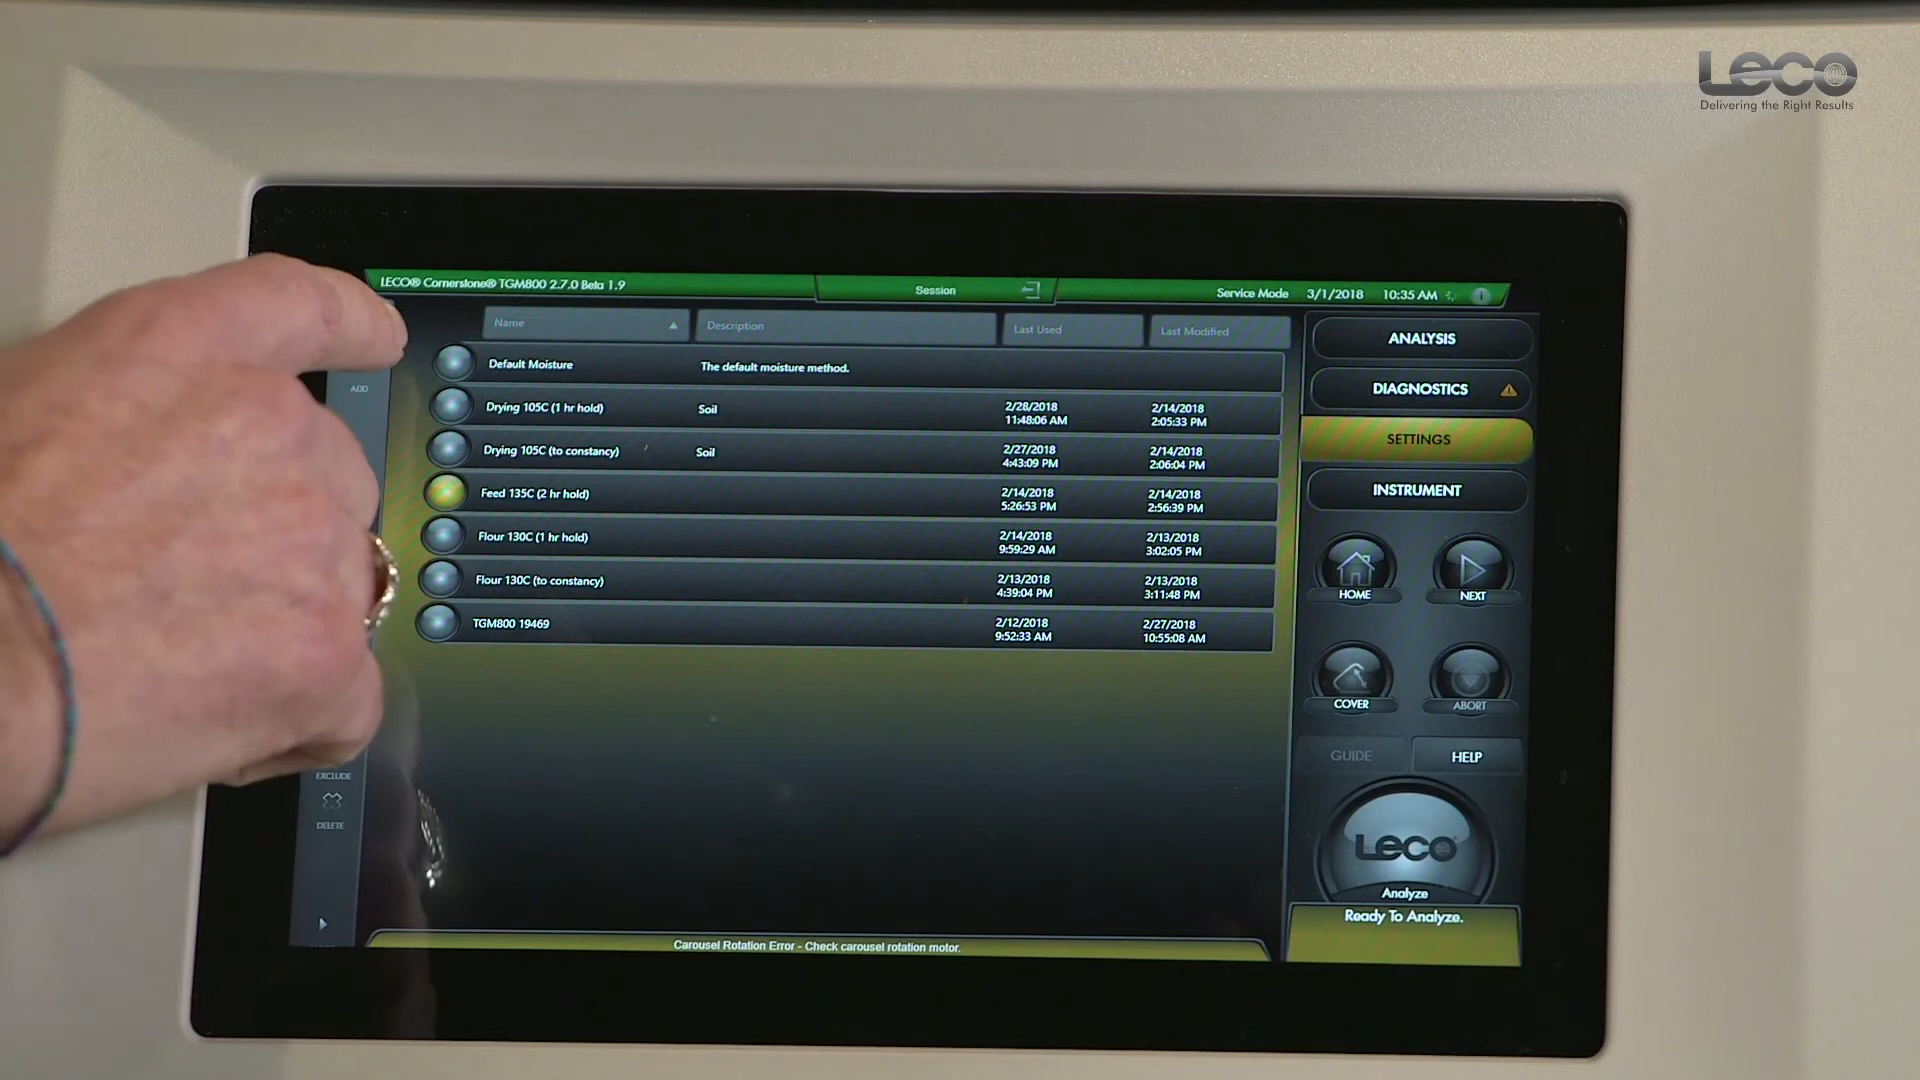 Leco
Delivering the Right Results
LECO® Cornerstone® TGM800 2.7.0 Beta 1.9
Session
Service Mode 3/1/2018 10:35 AM
Name Description Last Used Last Modified
Default Moisture The default moisture method.
Drying 105C (1 hr hold) Soil 2/28/2018 11:48:06 AM 2/14/2018 2:05:33 PM
Drying 105C (to constancy) Soil 2/27/2018 4:43:09 PM 2/14/2018 2:06:04 PM
Feed 135C (2 hr hold) 2/14/2018 5:26:53 PM 2/14/2018 2:56:39 PM
Flour 130C (1 hr hold) 2/14/2018 9:59:29 AM 2/13/2018 3:02:05 PM
Flour 130C (to constancy) 2/13/2018 4:39:04 PM 2/13/2018 3:11:48 PM
TGM800 19469 2/12/2018 9:52:33 AM 2/27/2018 10:55:08 AM
ADD
EXCLUDE
DELETE
Carousel Rotation Error - Check carousel rotation motor.
ANALYSIS
DIAGNOSTICS
SETTINGS
INSTRUMENT
HOME NEXT
COVER ABORT
GUIDE HELP
Leco
Analyze
Ready To Analyze.